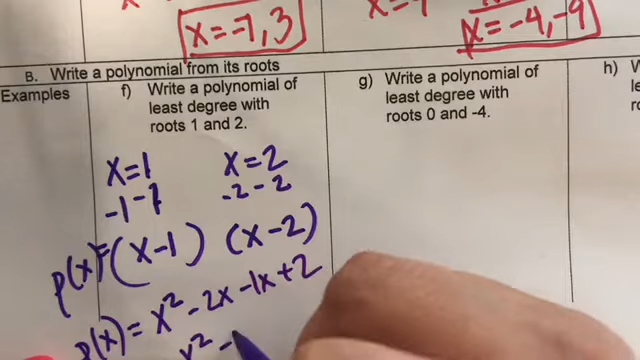 x=-7,3
x=-4,-9
B. Write a polynomial from its roots
Examples
f) Write a polynomial of
least degree with
roots 1 and 2.
x=1 x=2
-1 -1 -2 -2
p(x)=(x-1) (x-2)
p(x) = x² - 2x - 1x + 2
x² -
g) Write a polynomial of
least degree with
roots 0 and -4.
h)